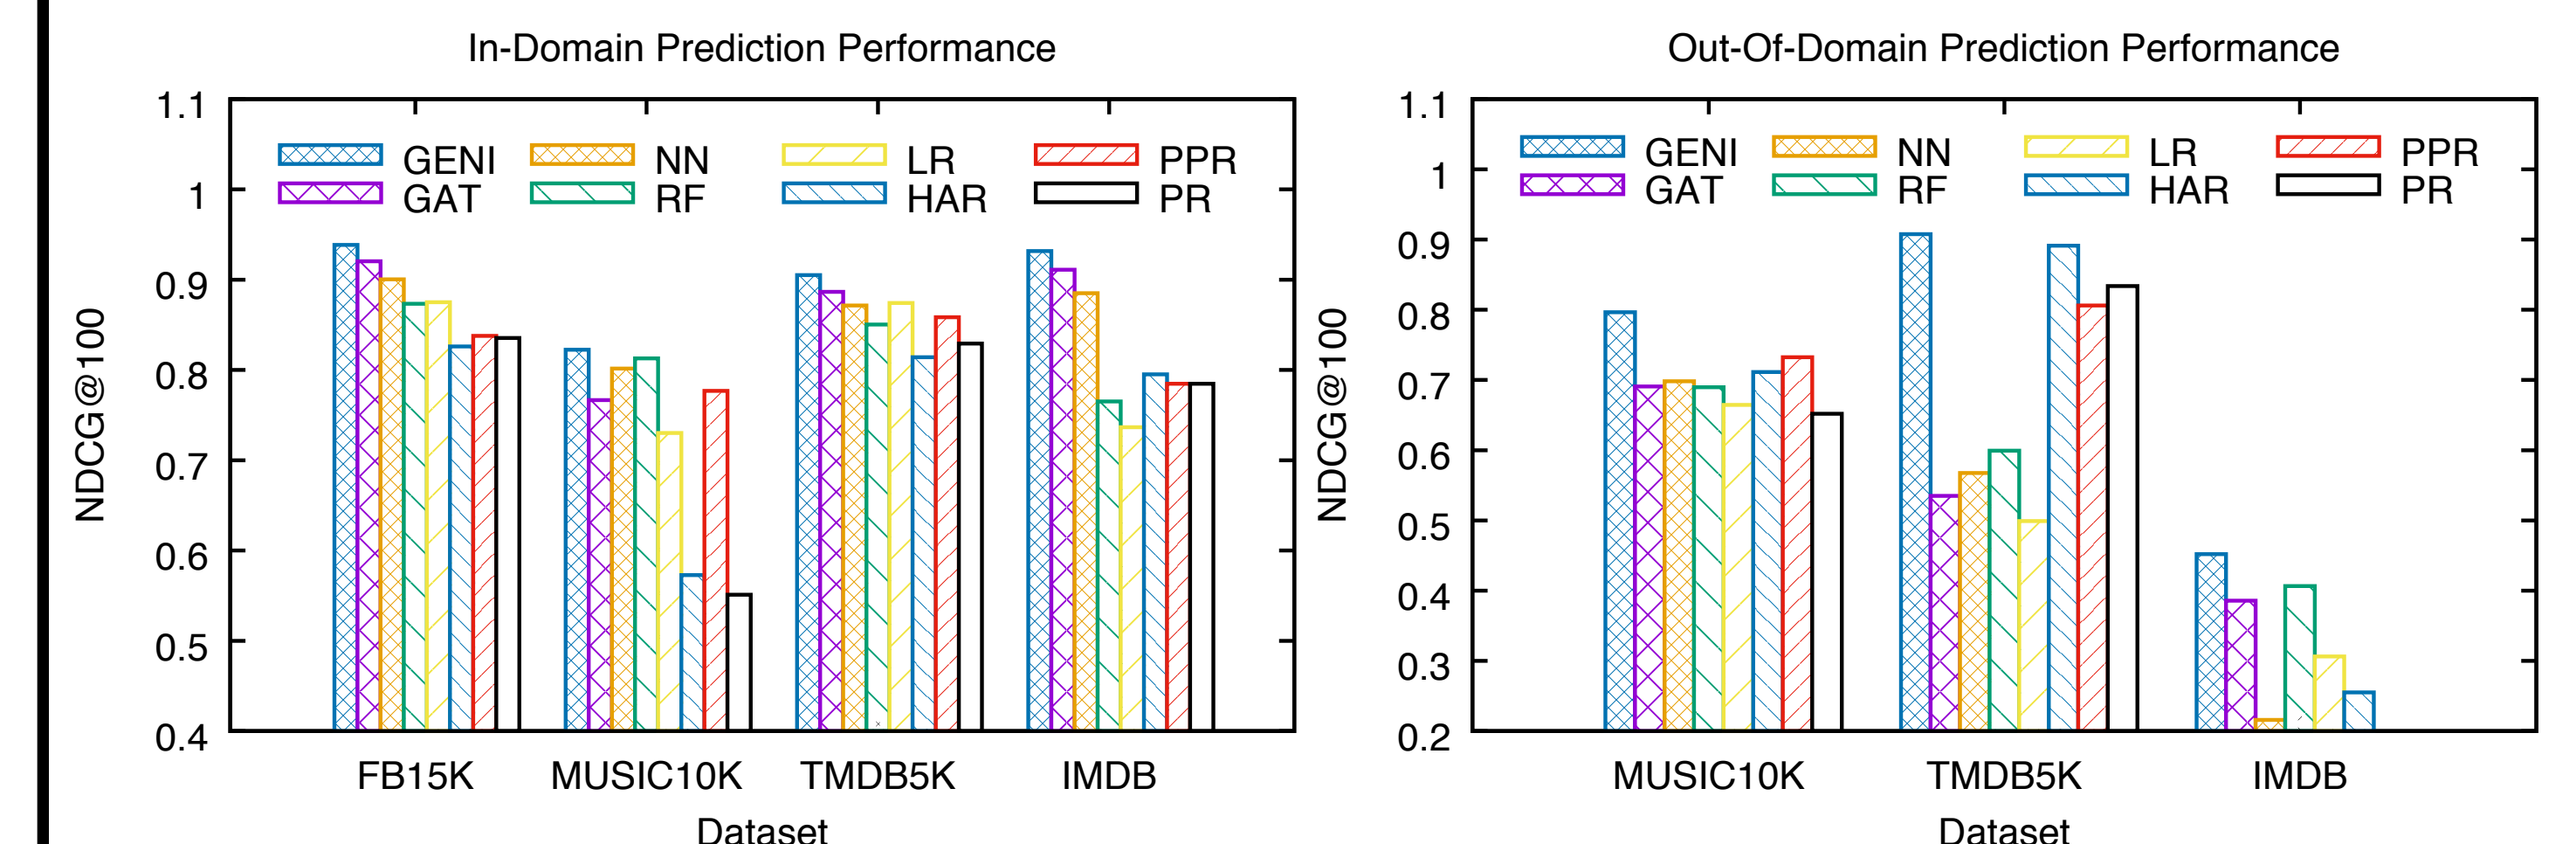 In-Domain Prediction Performance
1.1
1
0.9
0.8
0.7
0.6
0.5
0.4
NDCG@100
GENI NN LR PPR
GAT RF HAR PR
FB15K MUSIC10K TMDB5K IMDB
Dataset
Out-Of-Domain Prediction Performance
1.1
1
0.9
0.8
0.7
0.6
0.5
0.4
0.3
0.2
NDCG@100
GENI NN LR PPR
GAT RF HAR PR
MUSIC10K TMDB5K IMDB
Dataset